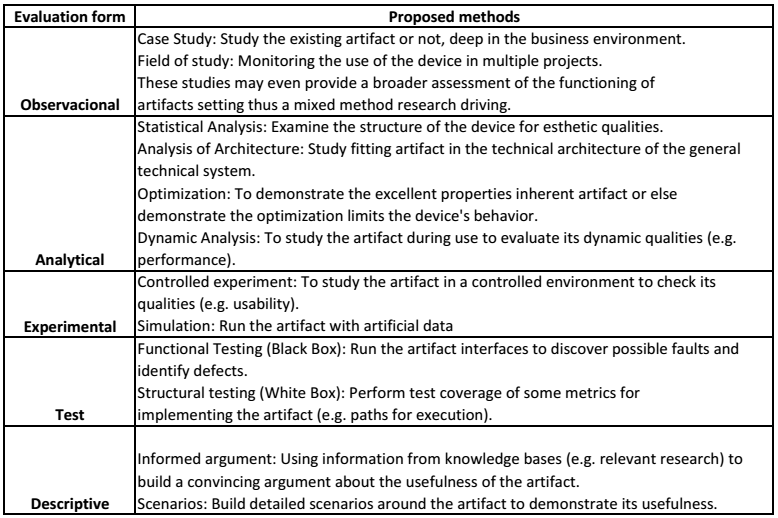 Evaluation form Proposed methods
Case Study: Study the existing artifact or not, deep in the business environment.
Field of study: Monitoring the use of the device in multiple projects.
These studies may even provide a broader assessment of the functioning of
Observacional artifacts setting thus a mixed method research driving.
Statistical Analysis: Examine the structure of the device for esthetic qualities.
Analysis of Architecture: Study fitting artifact in the technical architecture of the general
technical system.
Optimization: To demonstrate the excellent properties inherent artifact or else
demonstrate the optimization limits the device's behavior.
Dynamic Analysis: To study the artifact during use to evaluate its dynamic qualities (e.g.
Analytical performance).
Controlled experiment: To study the artifact in a controlled environment to check its
qualities (e.g. usability).
Experimental Simulation: Run the artifact with artificial data
Functional Testing (Black Box): Run the artifact interfaces to discover possible faults and
identify defects.
Structural testing (White Box): Perform test coverage of some metrics for
Test implementing the artifact (e.g. paths for execution).
Informed argument: Using information from knowledge bases (e.g. relevant research) to
build a convincing argument about the usefulness of the artifact.
Descriptive Scenarios: Build detailed scenarios around the artifact to demonstrate its usefulness.